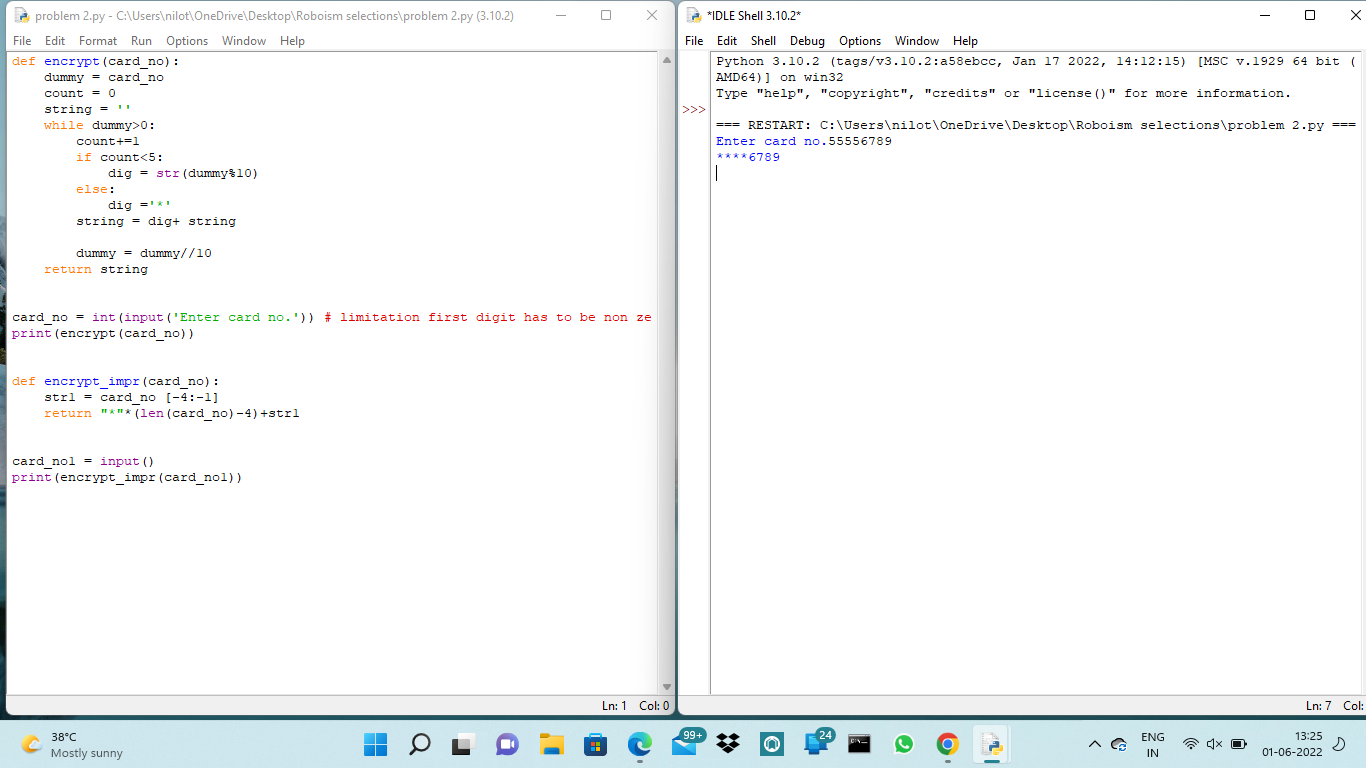 problem 2.py - C:\Users\nilot\OneDrive\Desktop\Roboism selections\problem 2.py (3.10.2)
File Edit Format Run Options Window Help
def encrypt(card_no):
    dummy = card_no
    count = 0
    string = ''
    while dummy>0:
        count+=1
        if count<5:
            dig = str(dummy%10)
        else:
            dig ='*'
        string = dig+ string
        dummy = dummy//10
    return string
card_no = int(input('Enter card no.')) # limitation first digit has to be non ze
print(encrypt(card_no))
def encrypt_impr(card_no):
    str1 = card_no [-4:-1]
    return "*"*(len(card_no)-4)+str1
card_no1 = input()
print(encrypt_impr(card_no1))
Ln: 1 Col: 0
*IDLE Shell 3.10.2*
File Edit Shell Debug Options Window Help
Python 3.10.2 (tags/v3.10.2:a58ebcc, Jan 17 2022, 14:12:15) [MSC v.1929 64 bit (
AMD64)] on win32
Type "help", "copyright", "credits" or "license()" for more information.
>>>
=== RESTART: C:\Users\nilot\OneDrive\Desktop\Roboism selections\problem 2.py ===
Enter card no.55556789
****6789
Ln: 7 Col:
38°C
Mostly sunny
99+
24
ENG
IN
13:25
01-06-2022